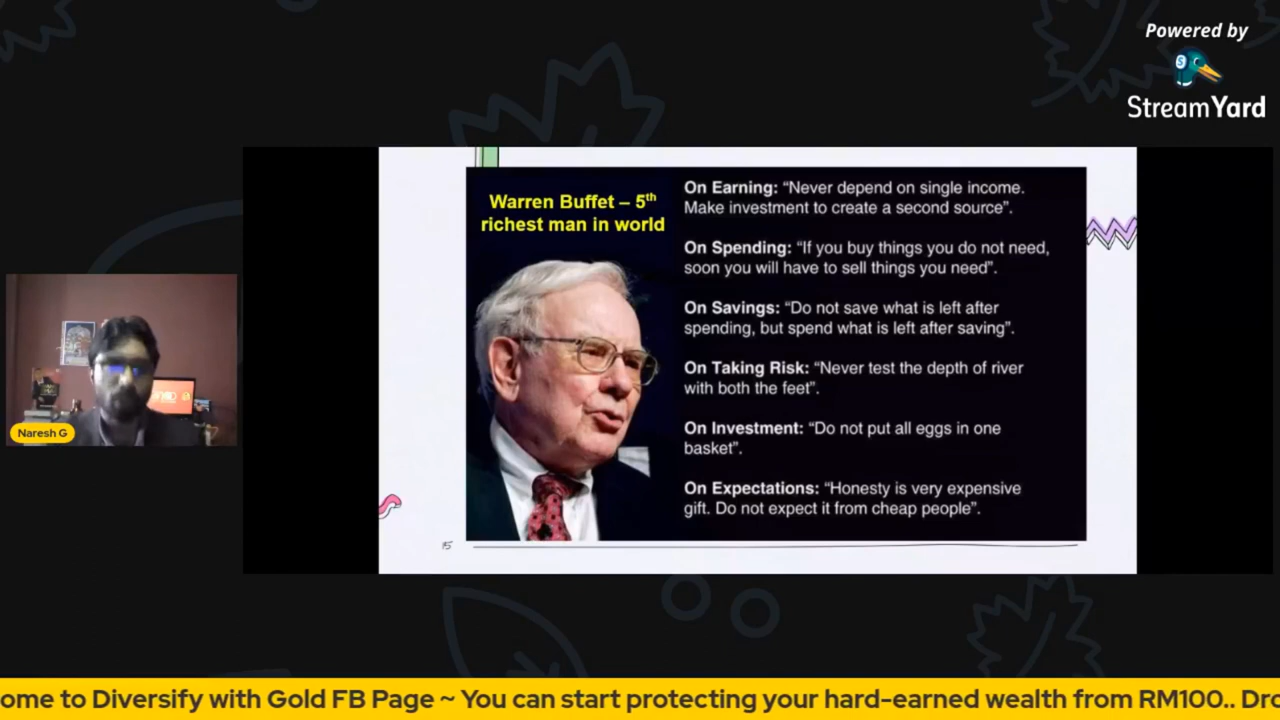 Powered by
StreamYard
Warren Buffet – 5th
richest man in world
On Earning: “Never depend on single income.
Make investment to create a second source”.
On Spending: “If you buy things you do not need,
soon you will have to sell things you need”.
On Savings: “Do not save what is left after
spending, but spend what is left after saving”.
On Taking Risk: “Never test the depth of river
with both the feet”.
On Investment: “Do not put all eggs in one
basket”.
On Expectations: “Honesty is very expensive
gift. Do not expect it from cheap people”.
15
Naresh G
ome to Diversify with Gold FB Page ~ You can start protecting your hard-earned wealth from RM100.. Dro